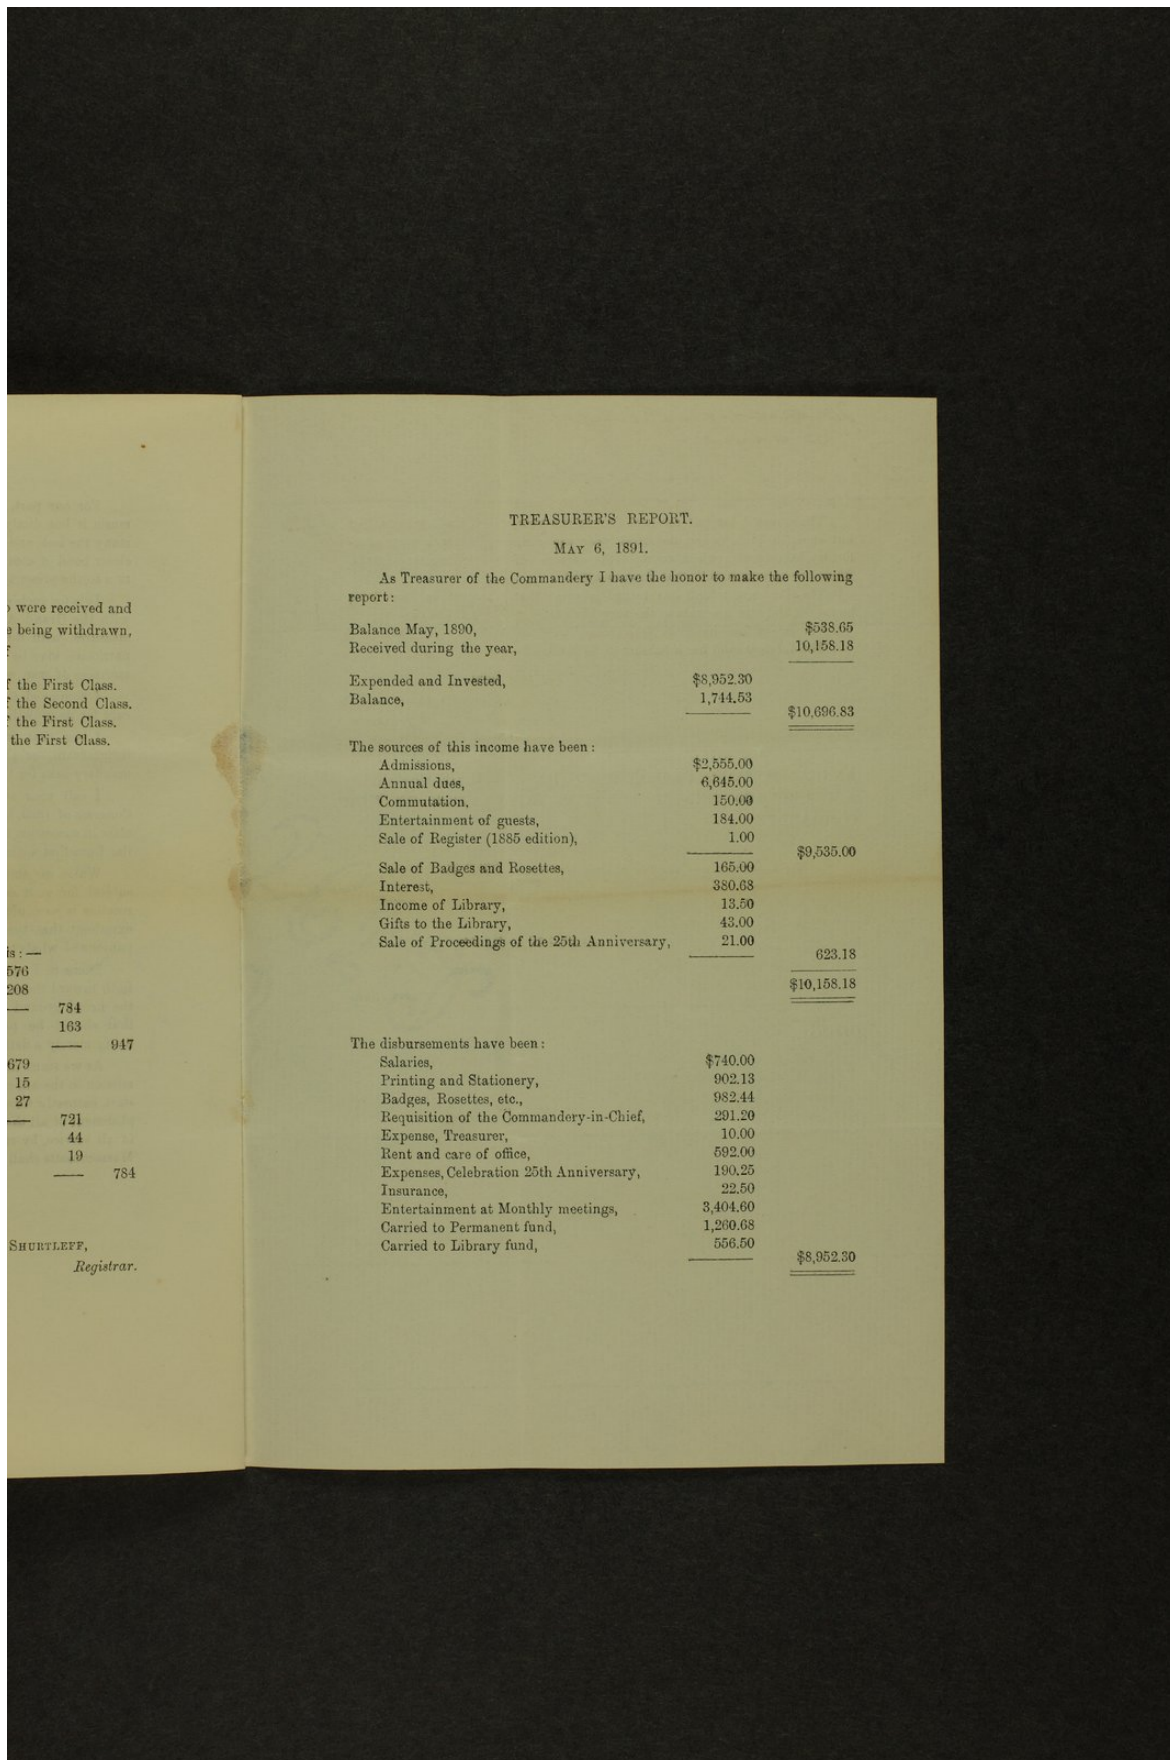 were received and
being withdrawn,
the First Class.
the Second Class.
the First Class.
the First Class.
is:—
576
208
784
163
947
679
15
27
721
44
19
784
SHURTLEFF,
Registrar.
TREASURER'S REPORT.
MAY 6, 1891.
As Treasurer of the Commandery I have the honor to make the following
report:
Balance May, 1890, $538.65
Received during the year, 10,158.18
Expended and Invested, $8,952.30
Balance, 1,744.53
$10,696.83
The sources of this income have been:
Admissions, $2,555.00
Annual dues, 6,645.00
Commutation, 150.00
Entertainment of guests, 184.00
Sale of Register (1885 edition), 1.00
$9,535.00
Sale of Badges and Rosettes, 165.00
Interest, 380.68
Income of Library, 13.50
Gifts to the Library, 43.00
Sale of Proceedings of the 25th Anniversary, 21.00
623.18
$10,158.18
The disbursements have been:
Salaries, $740.00
Printing and Stationery, 902.13
Badges, Rosettes, etc., 982.44
Requisition of the Commandery-in-Chief, 291.20
Expense, Treasurer, 10.00
Rent and care of office, 592.00
Expenses, Celebration 25th Anniversary, 190.25
Insurance, 22.50
Entertainment at Monthly meetings, 3,404.60
Carried to Permanent fund, 1,260.68
Carried to Library fund, 556.50
$8,952.30